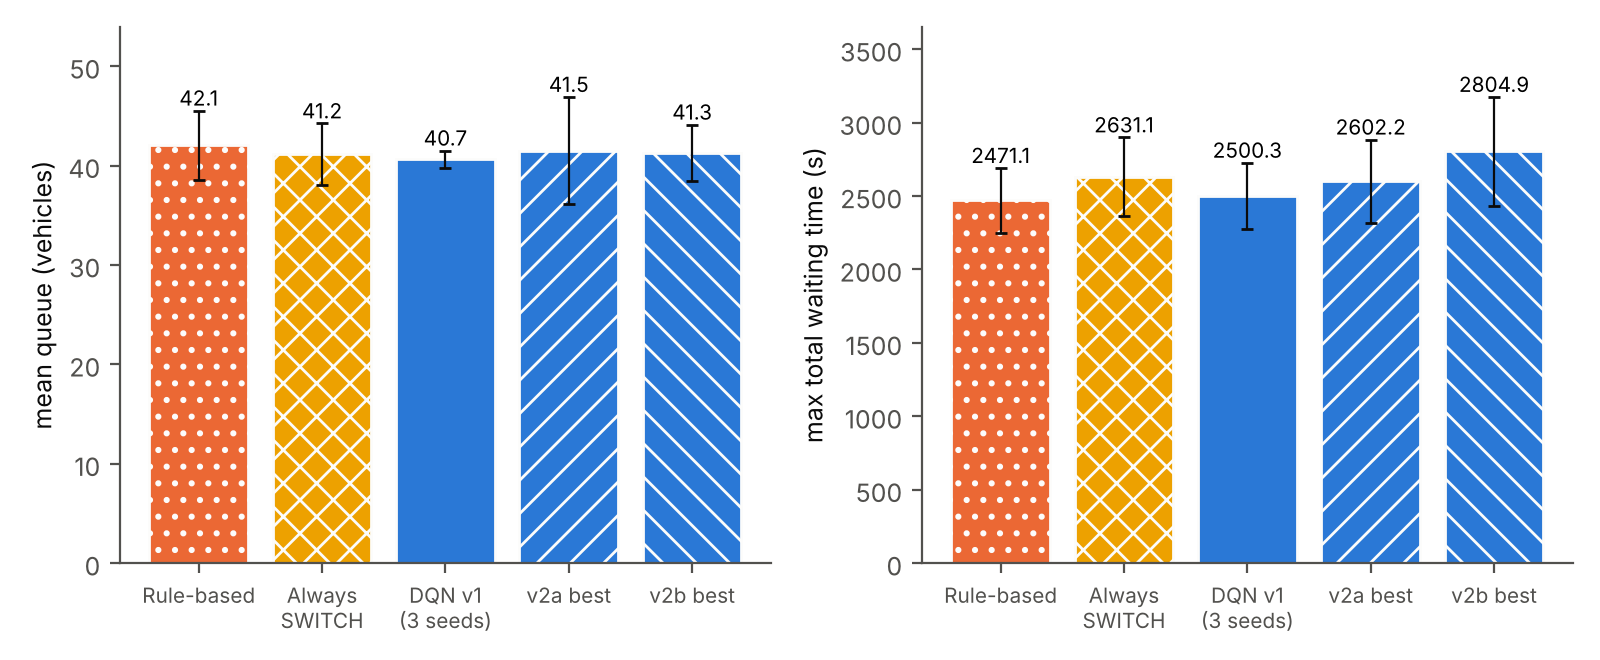 mean queue (vehicles)
50
40
30
20
10
0
42.1
41.2
40.7
41.5
41.3
Rule-based
Always
SWITCH
DQN v1
(3 seeds)
v2a best
v2b best
max total waiting time (s)
3500
3000
2500
2000
1500
1000
500
0
2471.1
2631.1
2500.3
2602.2
2804.9
Rule-based
Always
SWITCH
DQN v1
(3 seeds)
v2a best
v2b best